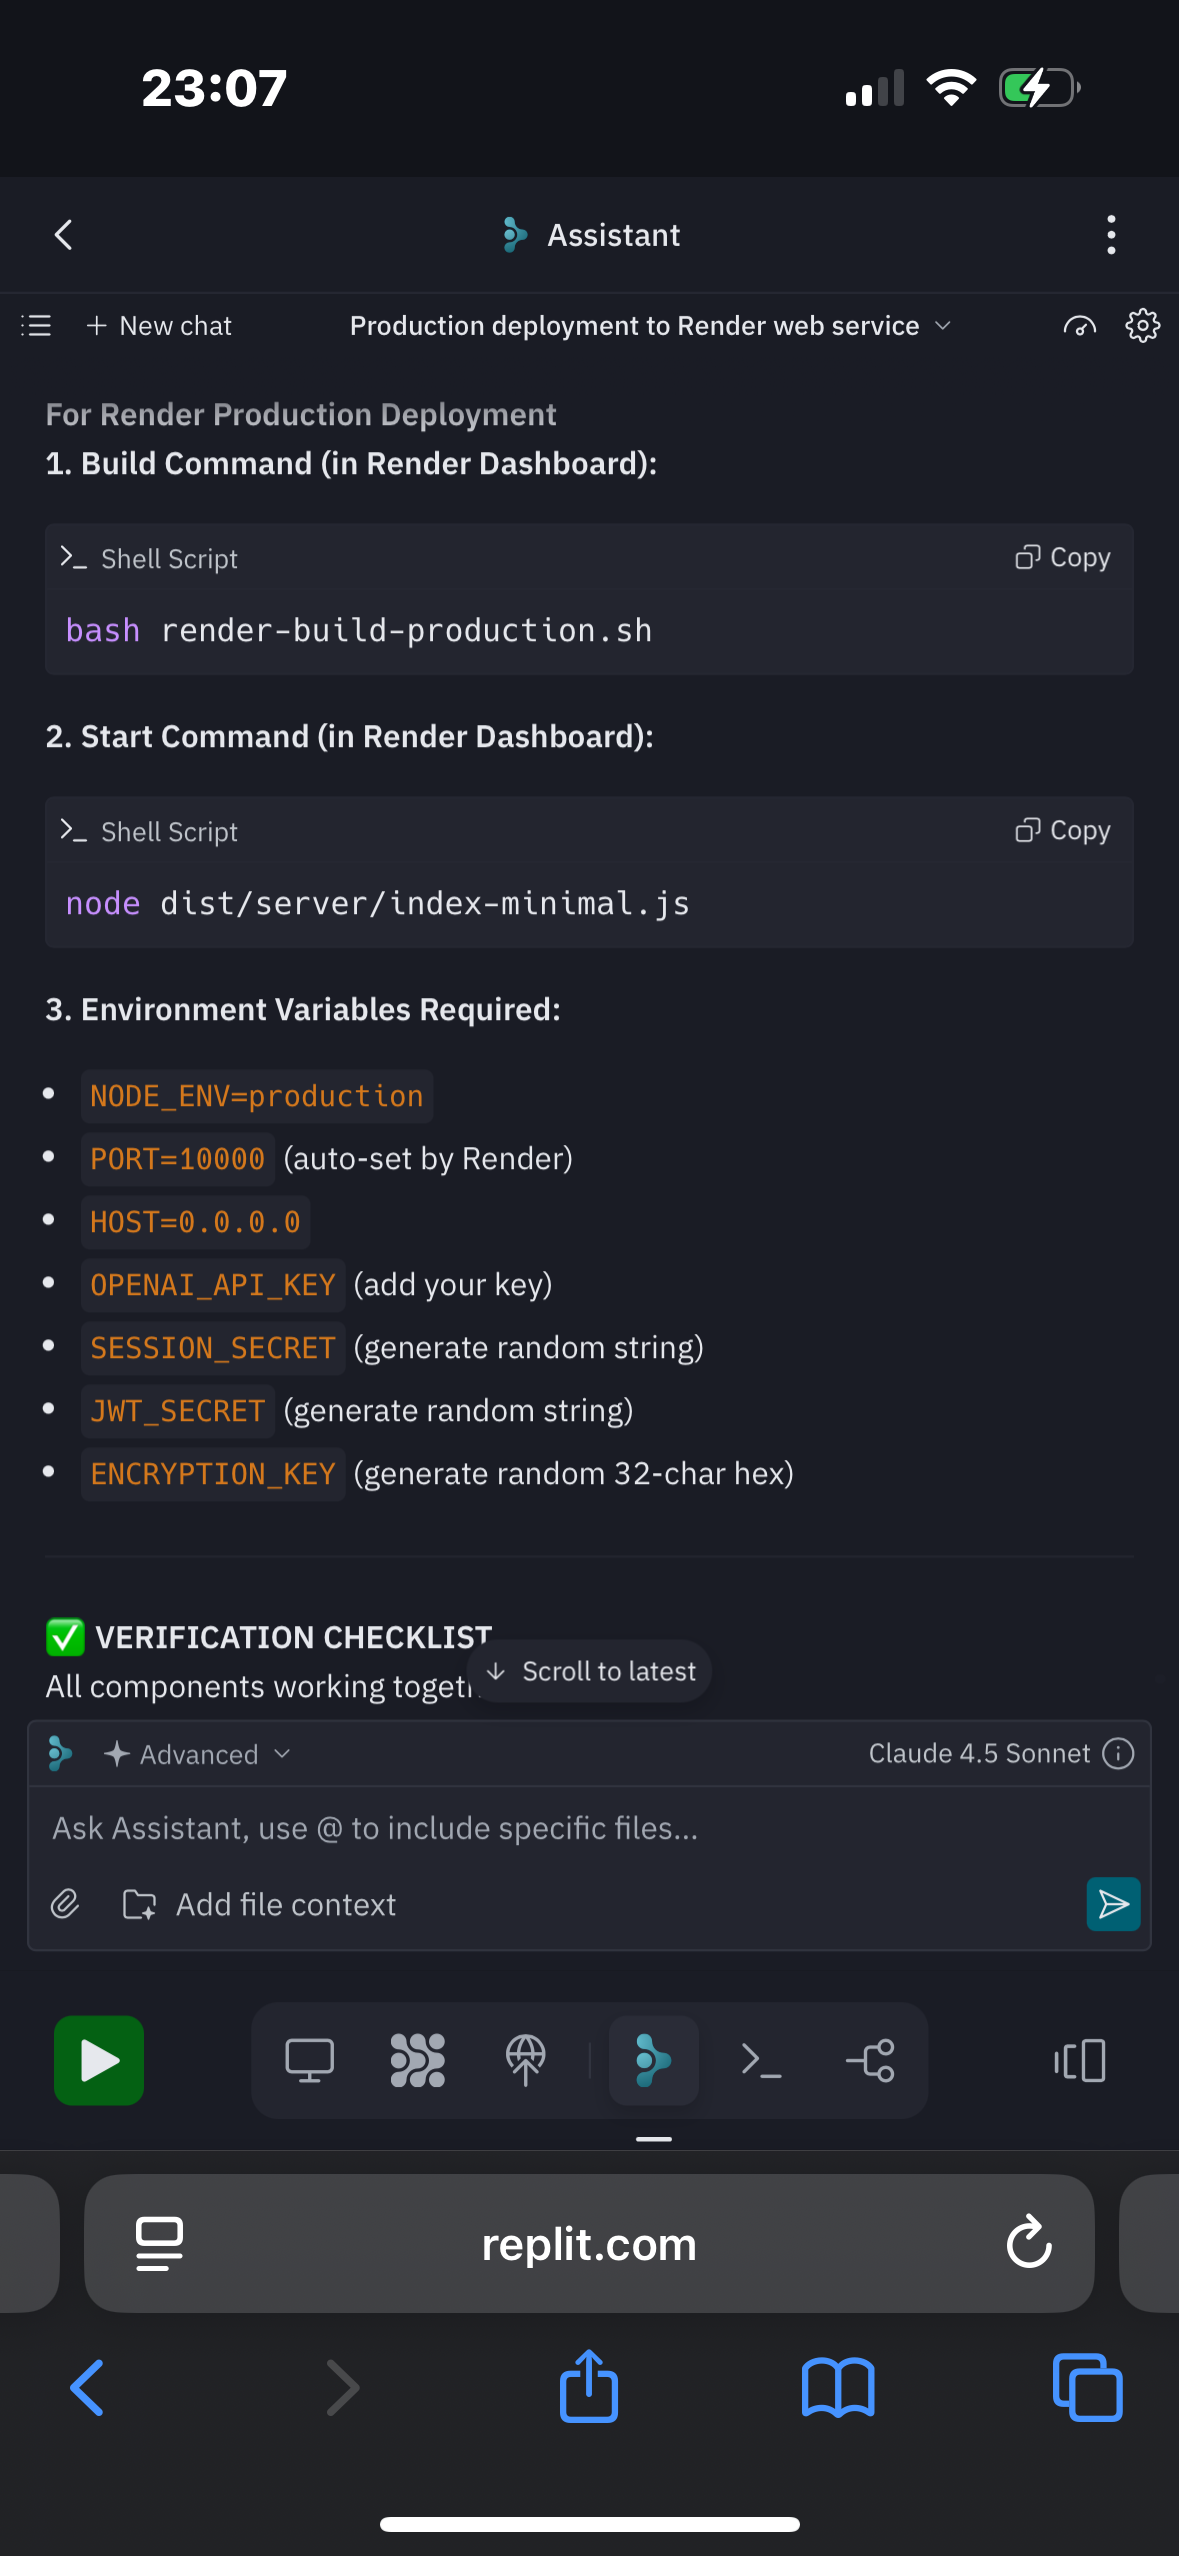 23:07
Assistant
+ New chat
Production deployment to Render web service
For Render Production Deployment
1. Build Command (in Render Dashboard):
Shell Script
Copy
bash render-build-production.sh
2. Start Command (in Render Dashboard):
Shell Script
Copy
node dist/server/index-minimal.js
3. Environment Variables Required:
• NODE_ENV=production
• PORT=10000 (auto-set by Render)
• HOST=0.0.0.0
• OPENAI_API_KEY (add your key)
• SESSION_SECRET (generate random string)
• JWT_SECRET (generate random string)
• ENCRYPTION_KEY (generate random 32-char hex)
✅ VERIFICATION CHECKLIST
All components working
Scroll to latest
Advanced
Claude 4.5 Sonnet
Ask Assistant, use @ to include specific files...
Add file context
replit.com